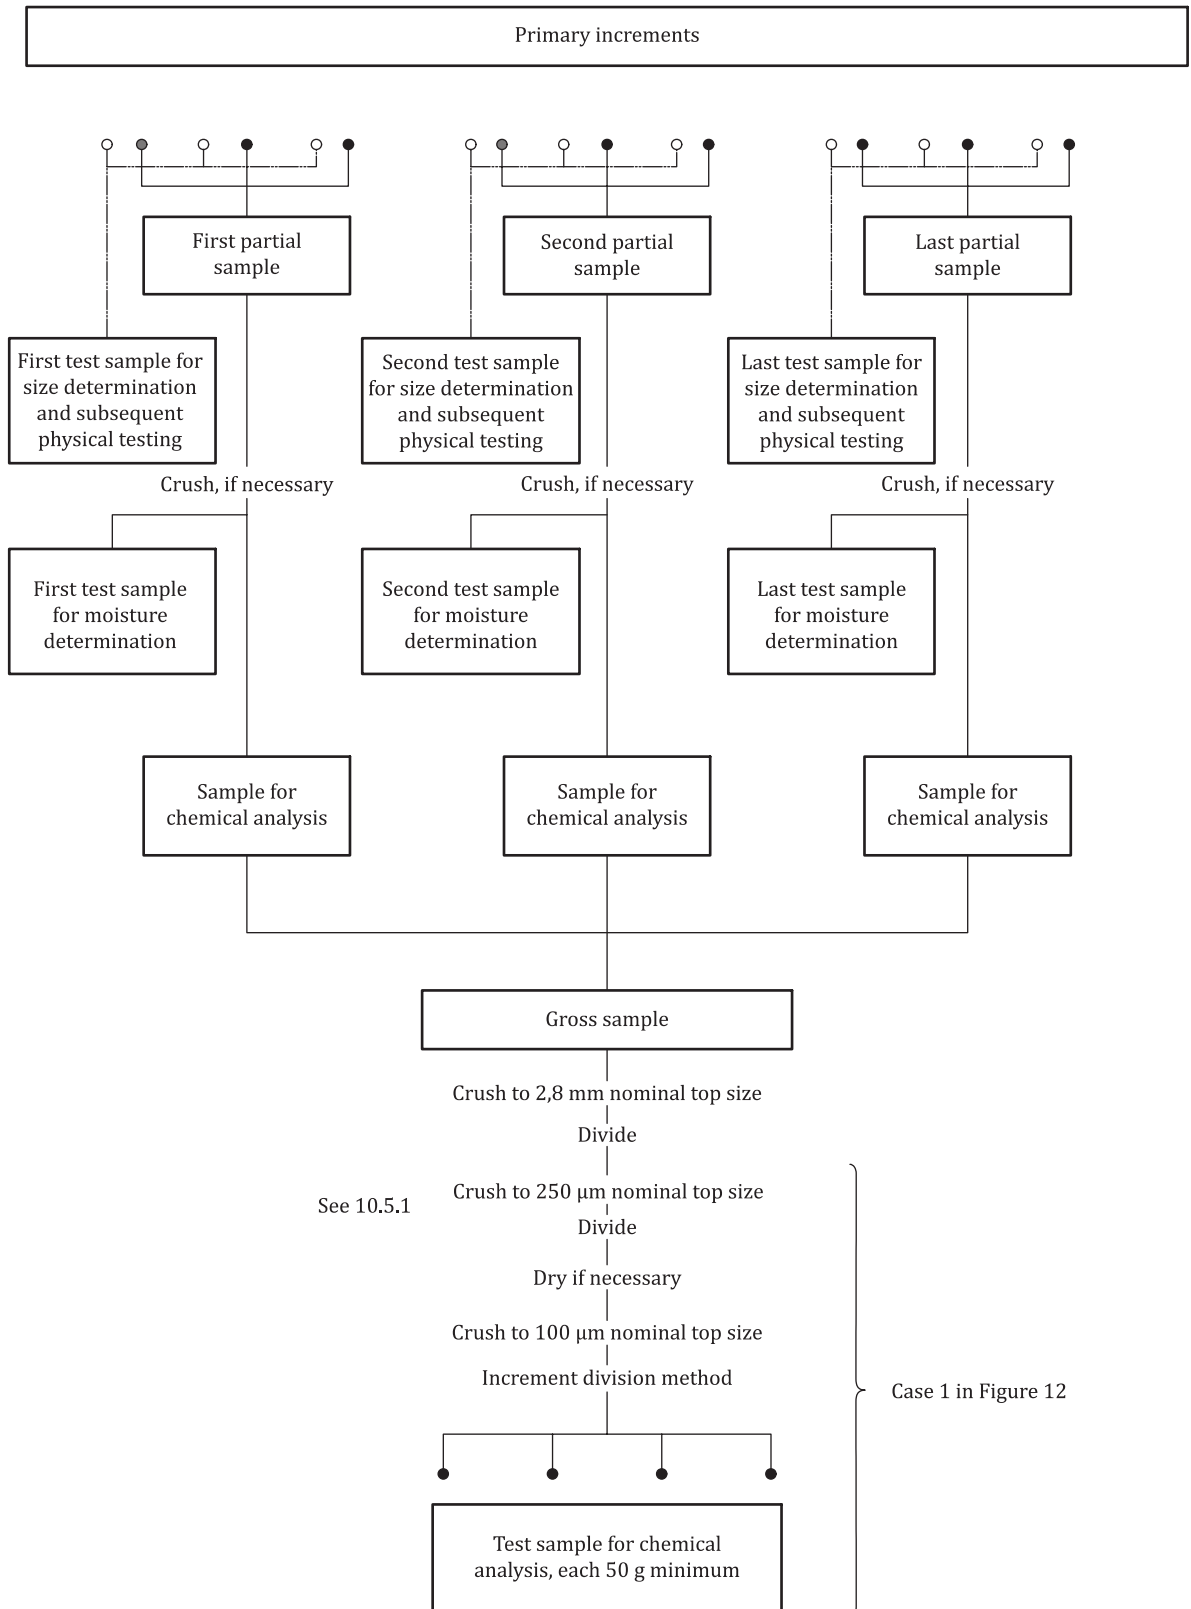 Primary increments
First partial
sample
Second partial
sample
Last partial
sample
First test sample for
size determination
and subsequent
physical testing
Second test sample
for size determination
and subsequent
physical testing
Last test sample for
size determination
and subsequent
physical testing
Crush, if necessary
Crush, if necessary
Crush, if necessary
First test sample
for moisture
determination
Second test sample
for moisture
determination
Last test sample
for moisture
determination
Sample for
chemical analysis
Sample for
chemical analysis
Sample for
chemical analysis
Gross sample
Crush to 2,8 mm nominal top size
Divide
See 10.5.1
Crush to 250 µm nominal top size
Divide
Dry if necessary
Crush to 100 µm nominal top size
Increment division method
Case 1 in Figure 12
Test sample for chemical
analysis, each 50 g minimum